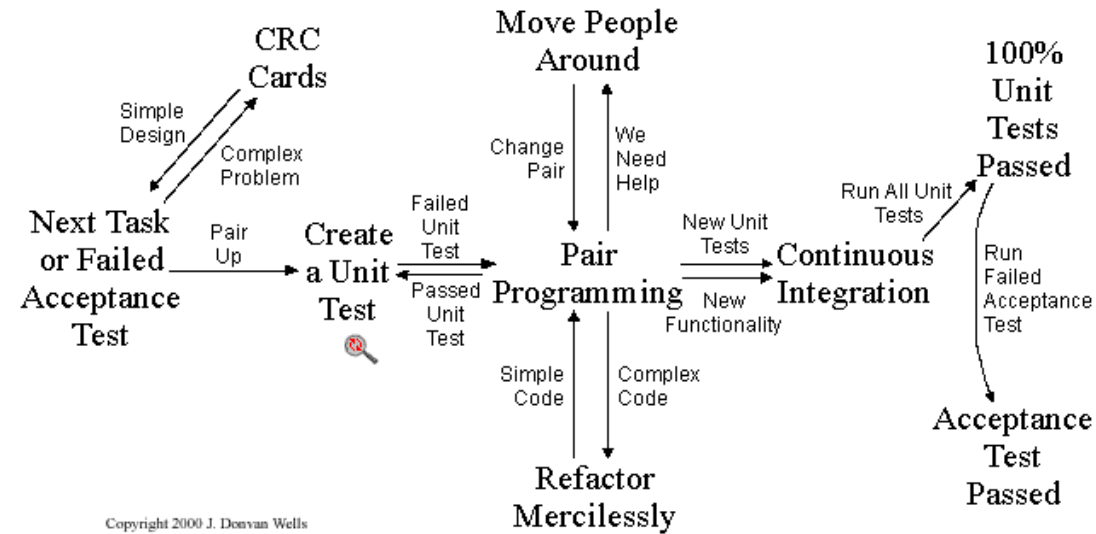 CRC
Cards
Simple
Design
Complex
Problem
Next Task
or Failed
Acceptance
Test
Pair
Up
Create
a Unit
Test
Failed
Unit
Test
Passed
Unit
Test
Move People
Around
Change
Pair
We
Need
Help
Pair
Programming
Simple
Code
Complex
Code
Refactor
Mercilessly
New Unit
Tests
New
Functionality
Continuous
Integration
Run All Unit
Tests
100%
Unit
Tests
Passed
Run
Failed
Acceptance
Test
Acceptance
Test
Passed
Copyright 2000 J. Donvan Wells